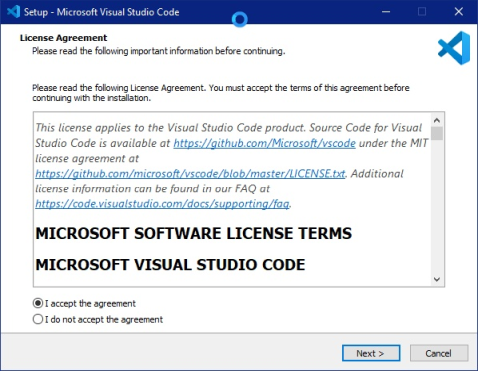 Setup - Microsoft Visual Studio Code
License Agreement
Please read the following important information before continuing.
Please read the following License Agreement. You must accept the terms of this agreement before
continuing with the installation.
This license applies to the Visual Studio Code product. Source Code for Visual
Studio Code is available at https://github.com/Microsoft/vscode under the MIT
license agreement at
https://github.com/microsoft/vscode/blob/master/LICENSE.txt. Additional
license information can be found in our FAQ at
https://code.visualstudio.com/docs/supporting/faq.
MICROSOFT SOFTWARE LICENSE TERMS
MICROSOFT VISUAL STUDIO CODE
I accept the agreement
I do not accept the agreement
Next >
Cancel